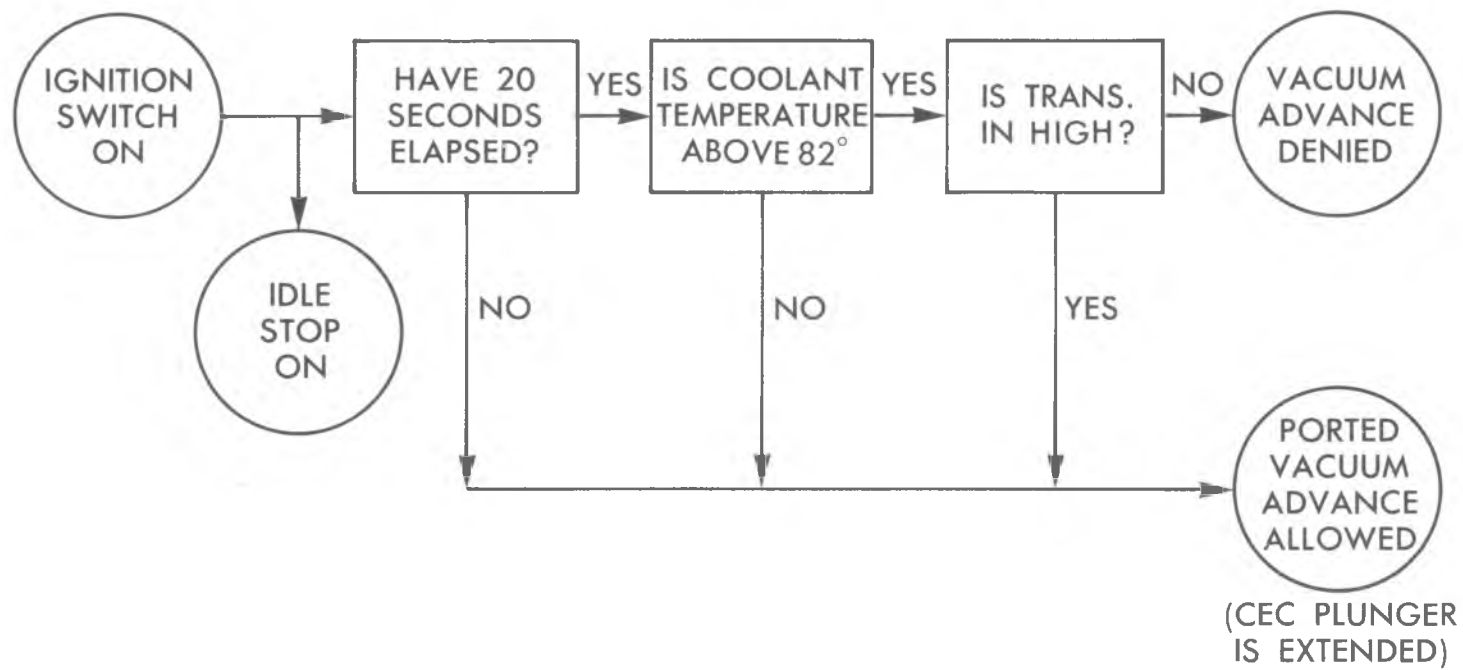 IGNITION
SWITCH
ON
HAVE 20
SECONDS
ELAPSED?
YES
IS COOLANT
TEMPERATURE
ABOVE 82°
YES
IS TRANS.
IN HIGH?
NO
VACUUM
ADVANCE
DENIED
IDLE
STOP
ON
NO
NO
YES
PORTED
VACUUM
ADVANCE
ALLOWED
(CEC PLUNGER
IS EXTENDED)